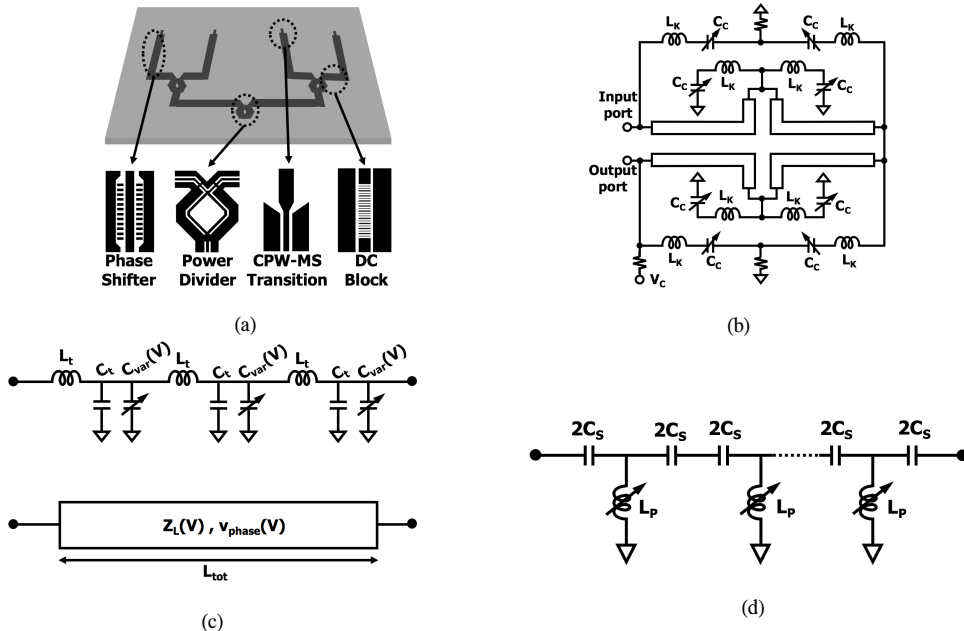 Phase Shifter
Power Divider
CPW-MS Transition
DC Block
(a)
L_K C_C C_C L_K
C_C L_K L_K C_C
Input port
Output port
C_C L_K L_K C_C
L_K C_C C_C L_K
V_C
(b)
L_t C_t C_var(V) L_t C_t C_var(V) L_t C_t C_var(V)
Z_L(V) , v_phase(V)
L_tot
(c)
2C_S 2C_S 2C_S 2C_S 2C_S
L_P L_P L_P
(d)